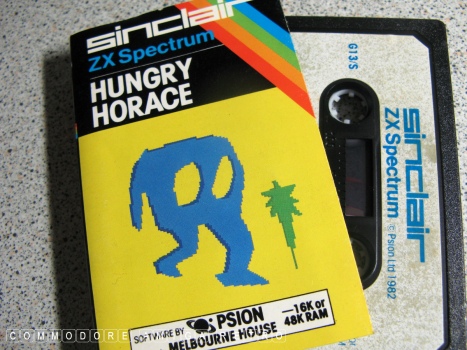 sinclair
ZX Spectrum
HUNGRY
HORACE
SOFTWARE BY PSION
MELBOURNE HOUSE
—16K or
48K RAM
G13/S
sinclair
ZX Spectrum
© Psion Ltd 1982
COMMODORE